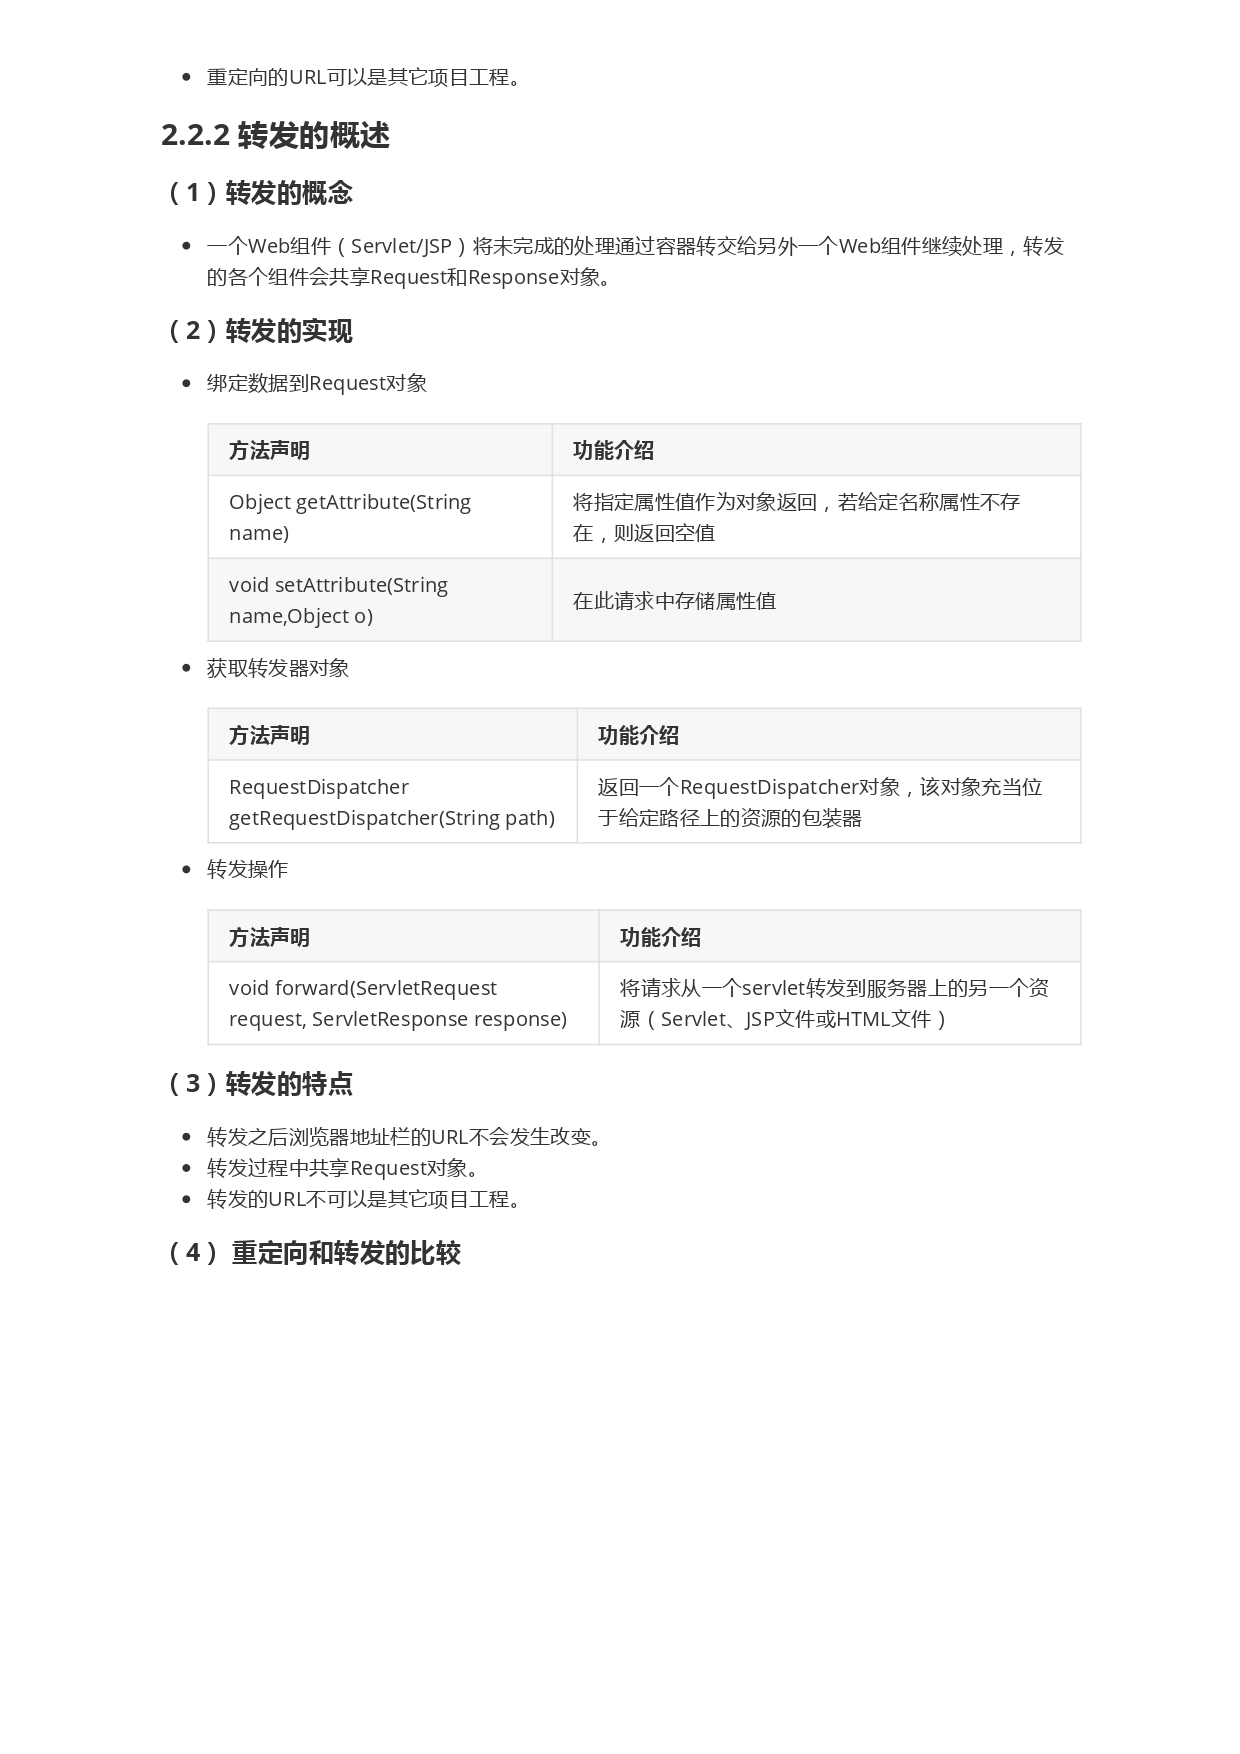 重定向的URL可以是其它项目工程。
2.2.2 转发的概述
（1）转发的概念
一个Web组件（Servlet/JSP）将未完成的处理通过容器转交给另外一个Web组件继续处理，转发
的各个组件会共享Request和Response对象。
（2）转发的实现
绑定数据到Request对象
方法声明 功能介绍
Object getAttribute(String
name)
将指定属性值作为对象返回，若给定名称属性不存
在，则返回空值
void setAttribute(String
name,Object o)
在此请求中存储属性值
获取转发器对象
方法声明 功能介绍
RequestDispatcher
getRequestDispatcher(String path)
返回一个RequestDispatcher对象，该对象充当位
于给定路径上的资源的包装器
转发操作
方法声明 功能介绍
void forward(ServletRequest
request, ServletResponse response)
将请求从一个servlet转发到服务器上的另一个资
源（Servlet、JSP文件或HTML文件）
（3）转发的特点
转发之后浏览器地址栏的URL不会发生改变。
转发过程中共享Request对象。
转发的URL不可以是其它项目工程。
（4） 重定向和转发的比较